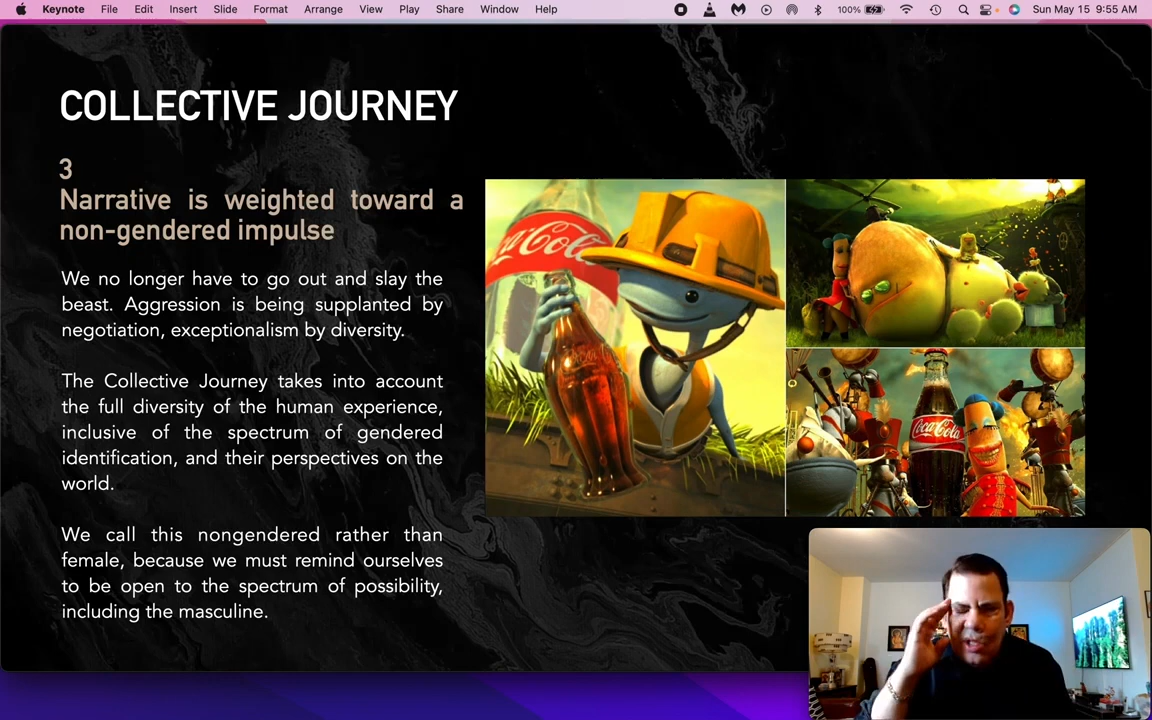 Keynote File Edit Insert Slide Format Arrange View Play Share Window Help 100% Sun May 15 9:55 AM
COLLECTIVE JOURNEY
3
Narrative is weighted toward a
non-gendered impulse
We no longer have to go out and slay the
beast. Aggression is being supplanted by
negotiation, exceptionalism by diversity.
The Collective Journey takes into account
the full diversity of the human experience,
inclusive of the spectrum of gendered
identification, and their perspectives on the
world.
We call this nongendered rather than
female, because we must remind ourselves
to be open to the spectrum of possibility,
including the masculine.
Coca-Cola